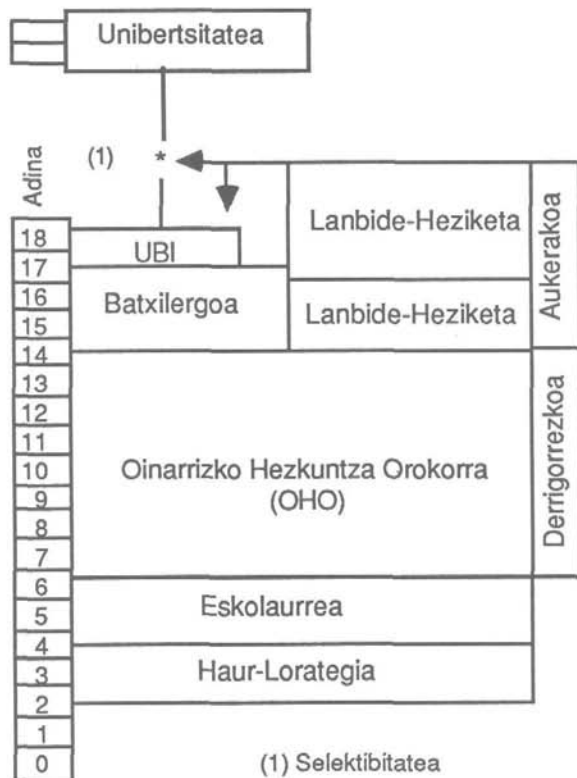 Unibertsitatea
Adina
(1)
*
18
17
16
15
14
13
12
11
10
9
8
7
6
5
4
3
2
1
0
UBI
Batxilergoa
Lanbide-Heziketa
Lanbide-Heziketa
Aukerakoa
Oinarrizko Hezkuntza Orokorra
(OHO)
Derrigorrezkoa
Eskolaurrea
Haur-Lorategia
(1) Selektibitatea